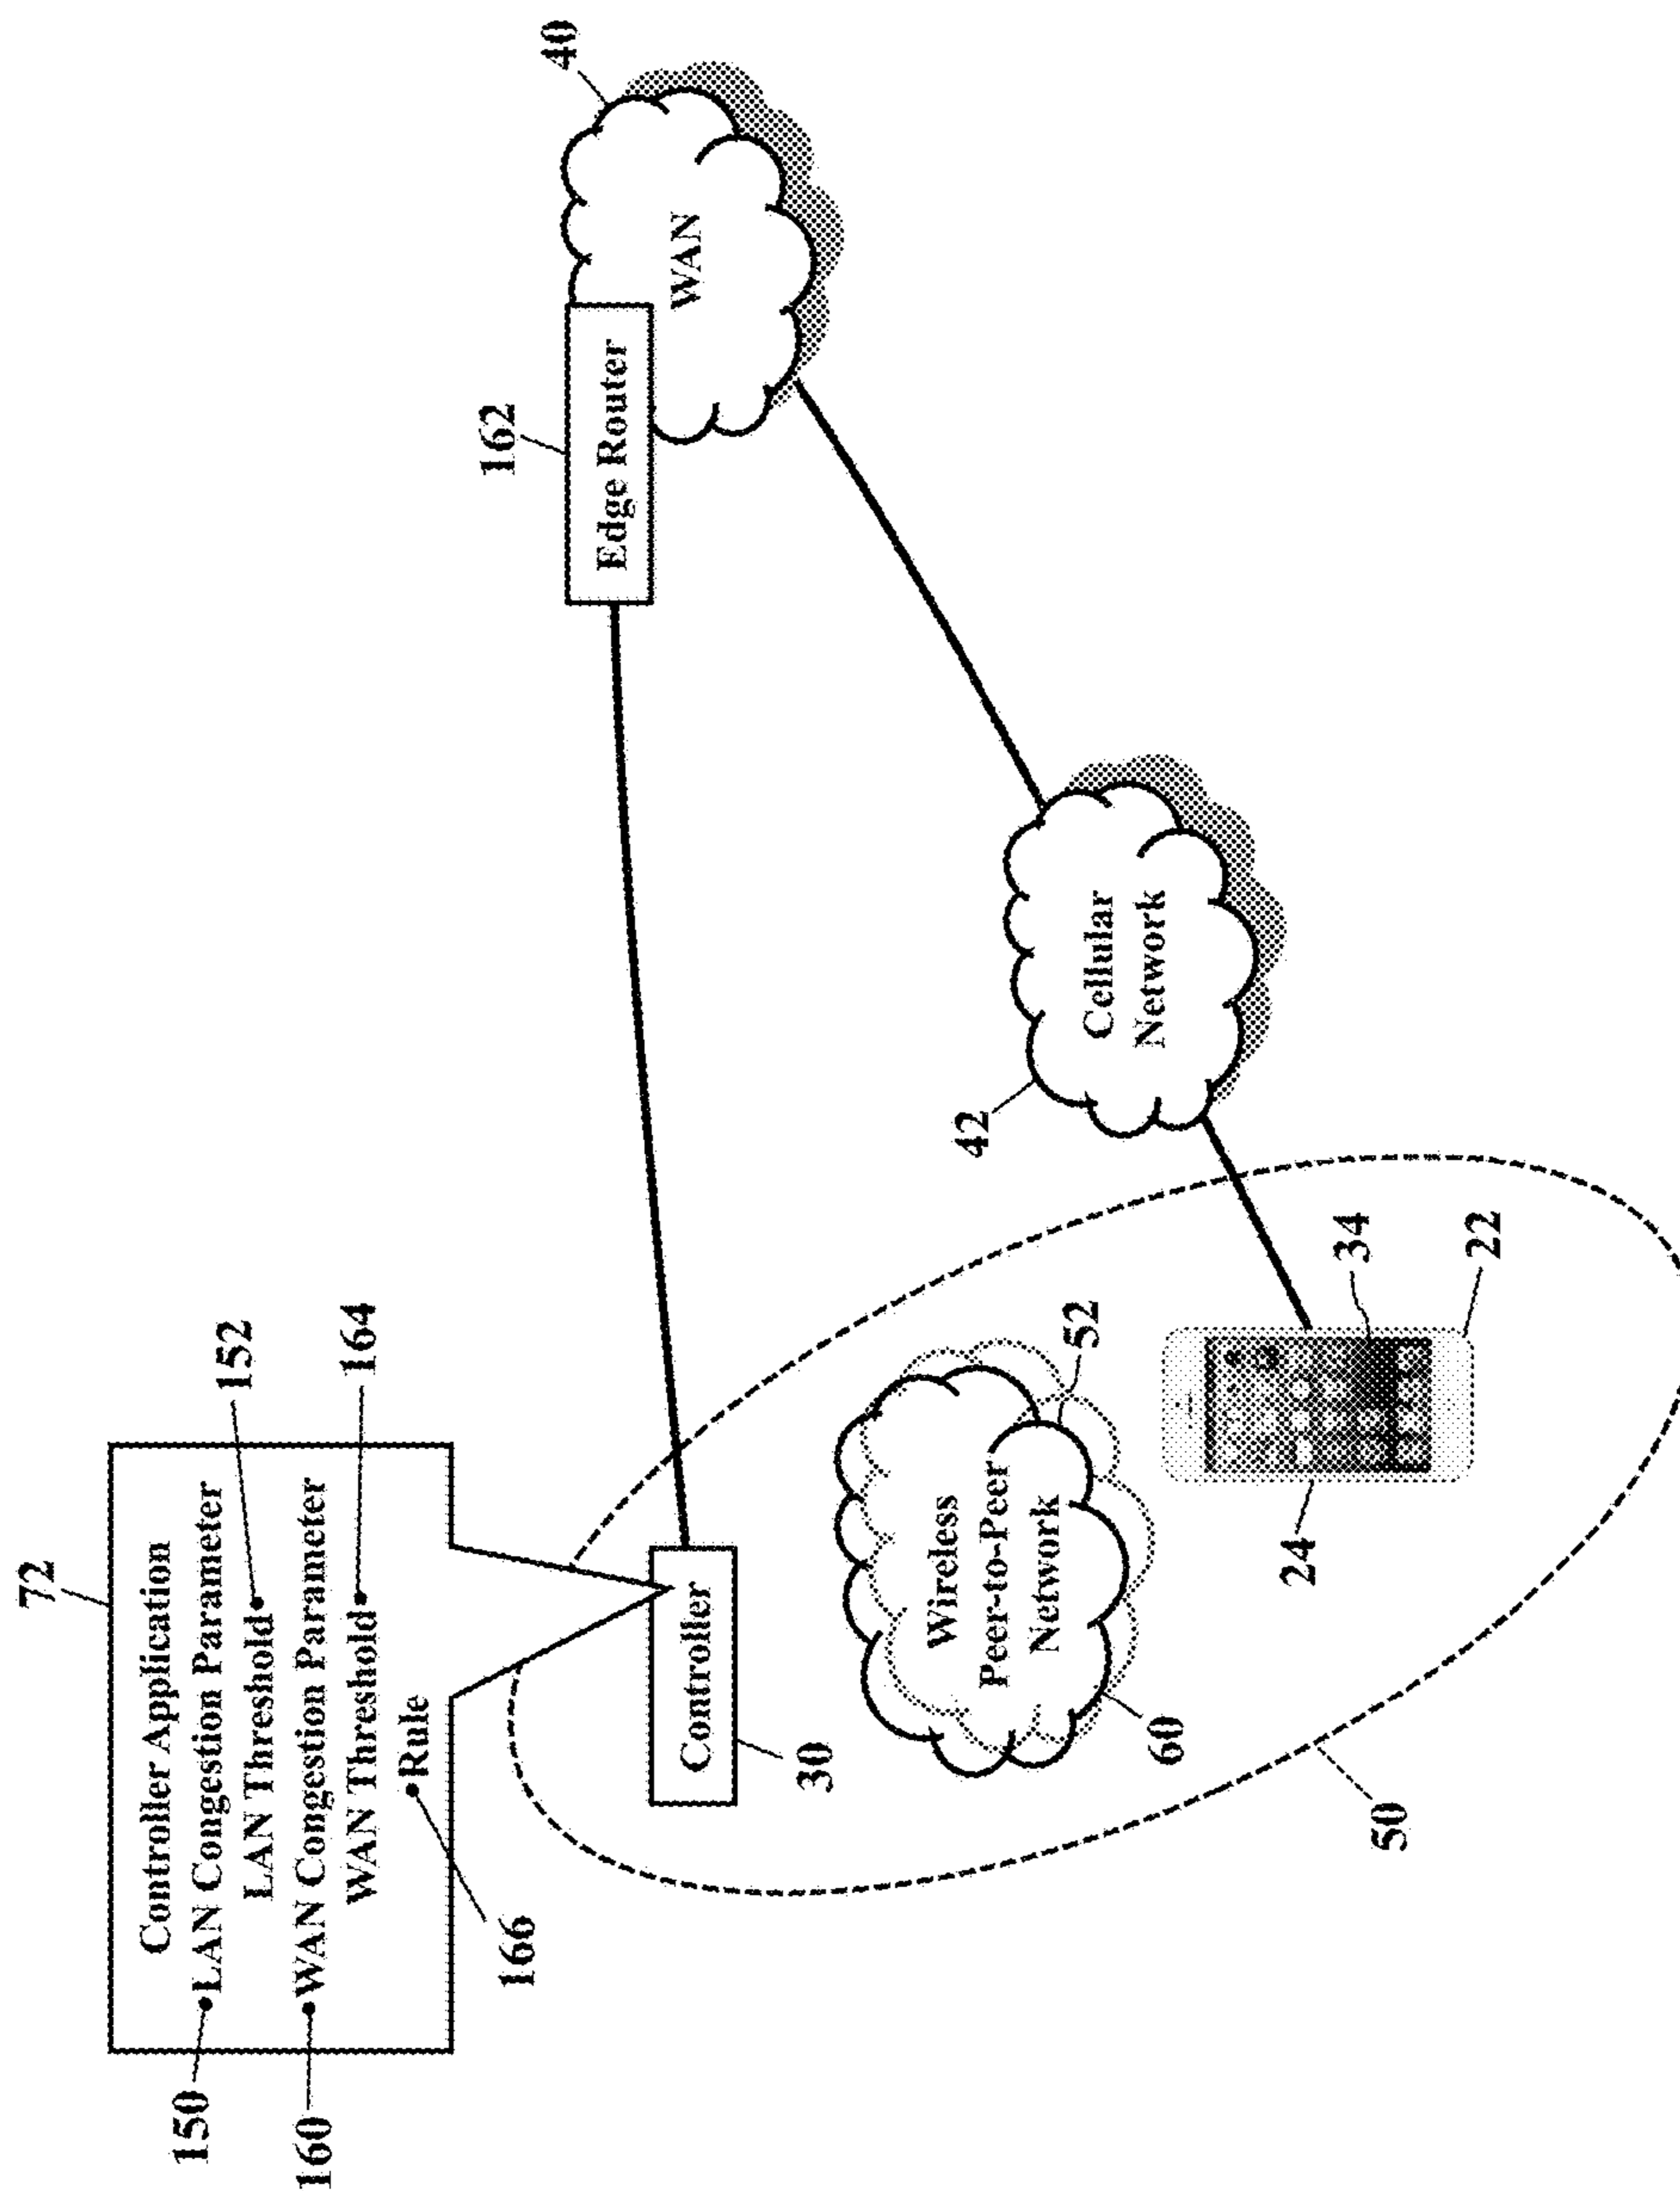 72
Controller Application
150
LAN Congestion Parameter
LAN Threshold
152
160
WAN Congestion Parameter
WAN Threshold
164
Rule
166
162
40
Edge Router
WAN
Controller
30
Wireless
Peer-to-Peer
Network
52
60
42
Cellular
Network
24
34
22
50